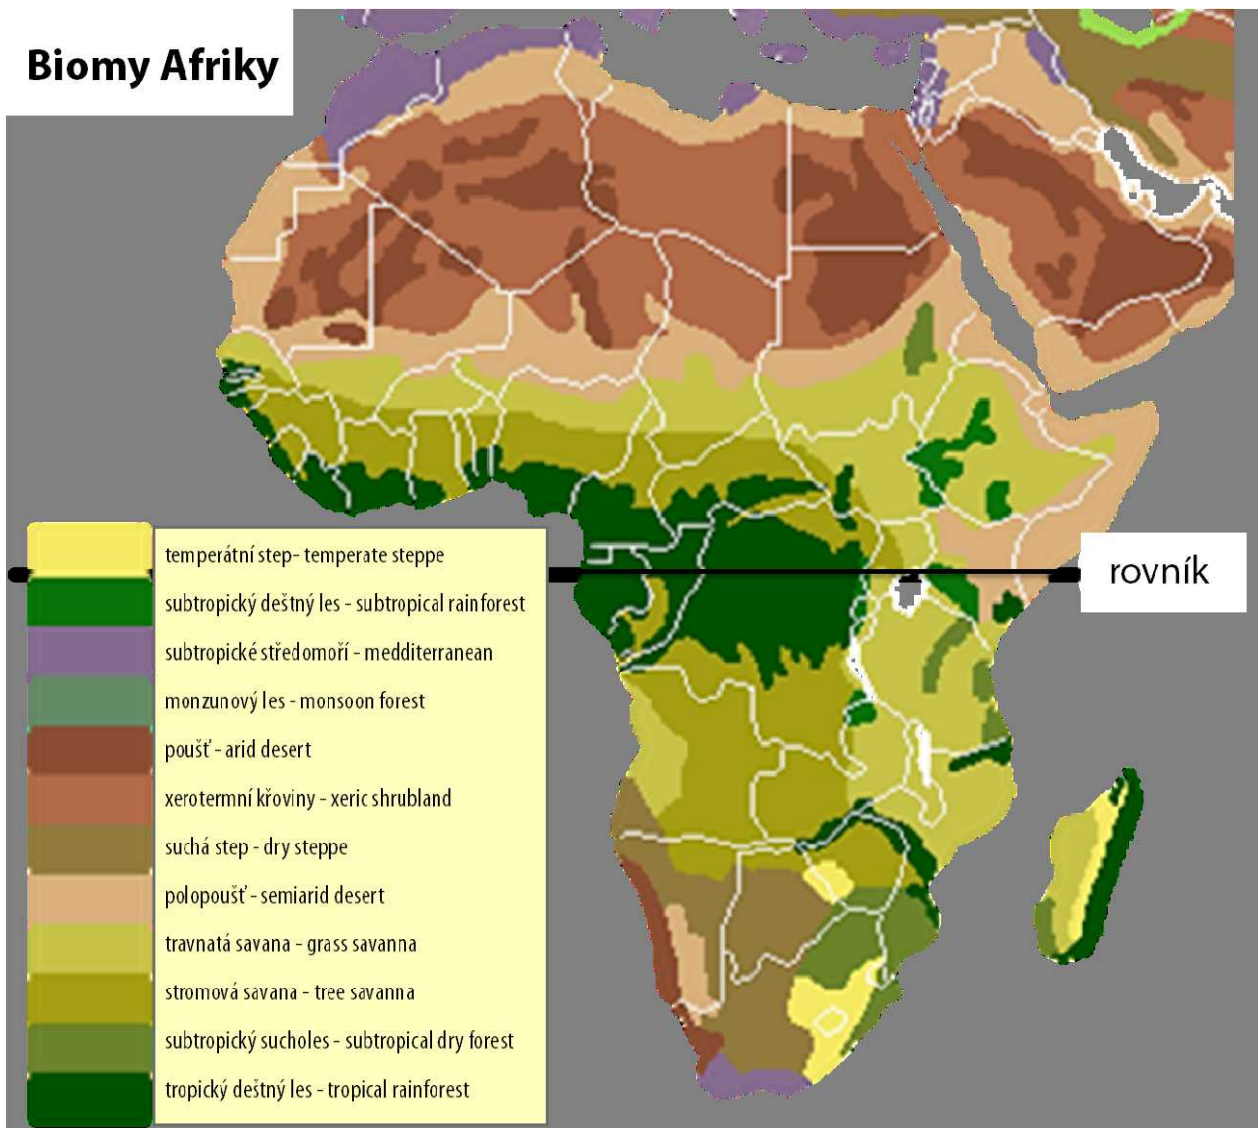 Biomy Afriky
temperátní step- temperate steppe
rovník
subtropický deštný les - subtropical rainforest
subtropické středomoří - medditerranean
monzunový les - monsoon forest
poušť - arid desert
xerotermní křoviny - xeric shrubland
suchá step - dry steppe
polopoušť - semiarid desert
travnatá savana - grass savanna
stromová savana - tree savanna
subtropický sucholes - subtropical dry forest
tropický deštný les - tropical rainforest